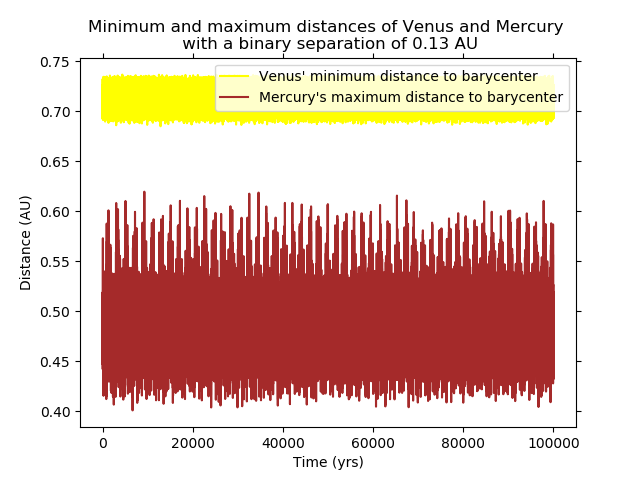 Minimum and maximum distances of Venus and Mercury
with a binary separation of 0.13 AU
0.75
0.70
0.65
0.60
0.55
0.50
0.45
0.40
Distance (AU)
Venus' minimum distance to barycenter
Mercury's maximum distance to barycenter
0 20000 40000 60000 80000 100000
Time (yrs)